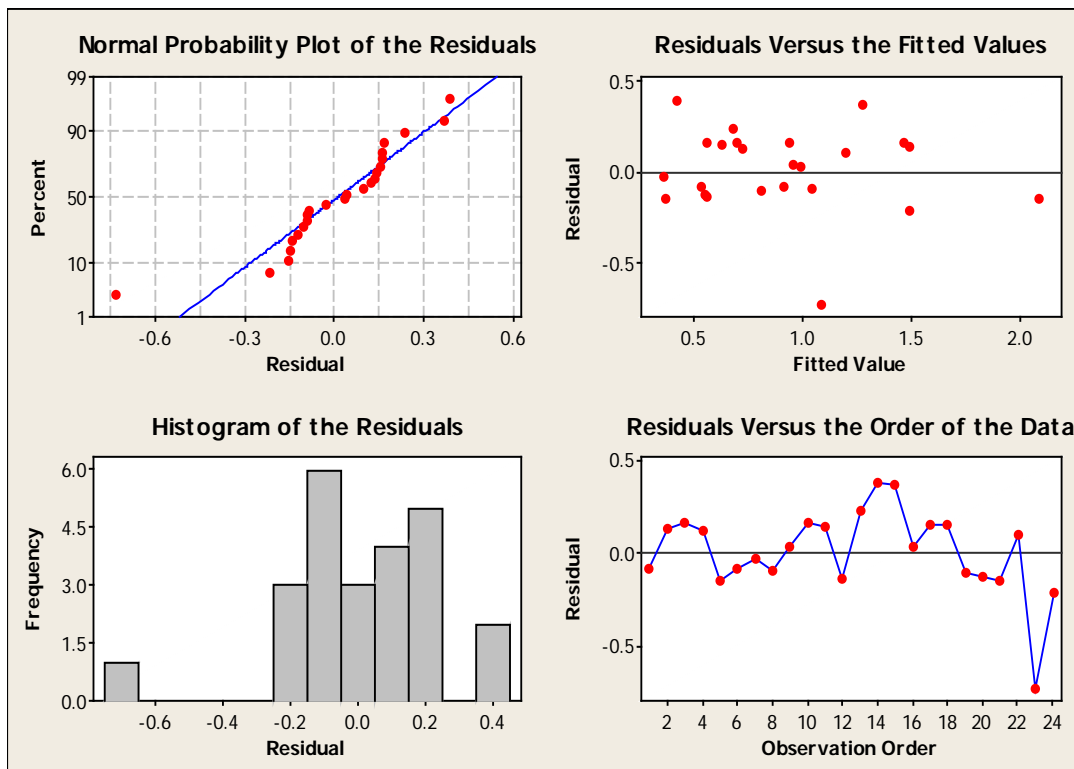 Normal Probability Plot of the Residuals
99
90
50
10
1
Percent
-0.6 -0.3 0.0 0.3 0.6
Residual
Residuals Versus the Fitted Values
0.5
0.0
-0.5
Residual
0.5 1.0 1.5 2.0
Fitted Value
Histogram of the Residuals
6.0
4.5
3.0
1.5
0.0
Frequency
-0.6 -0.4 -0.2 0.0 0.2 0.4
Residual
Residuals Versus the Order of the Data
0.5
0.0
-0.5
Residual
2 4 6 8 10 12 14 16 18 20 22 24
Observation Order